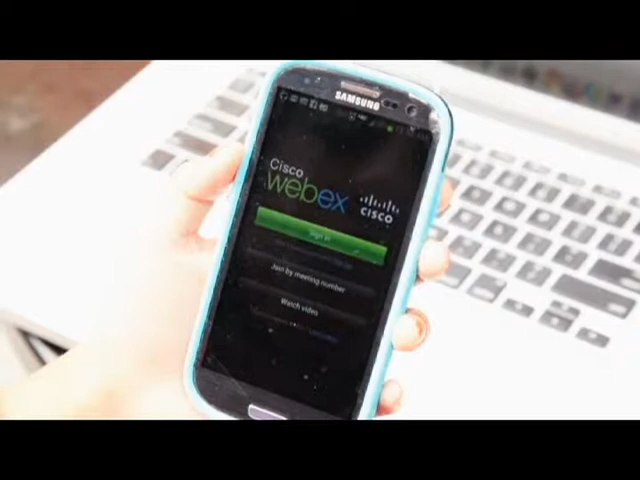 SAMSUNG
Cisco
webex
CISCO
Sign In
Join by meeting number
Watch video